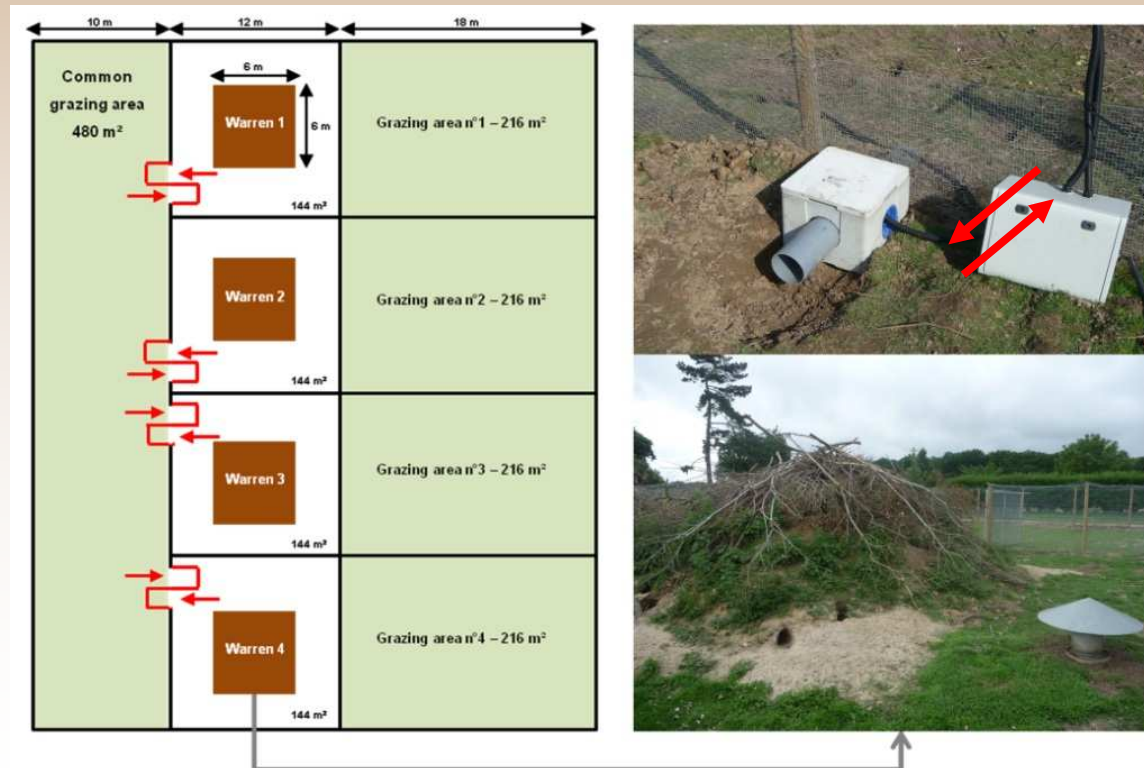 10 m
12 m
18 m
Common
grazing area
480 m²
6 m
Warren 1
6 m
144 m²
Grazing area n°1 – 216 m²
Warren 2
144 m²
Grazing area n°2 – 216 m²
Warren 3
144 m²
Grazing area n°3 – 216 m²
Warren 4
144 m²
Grazing area n°4 – 216 m²